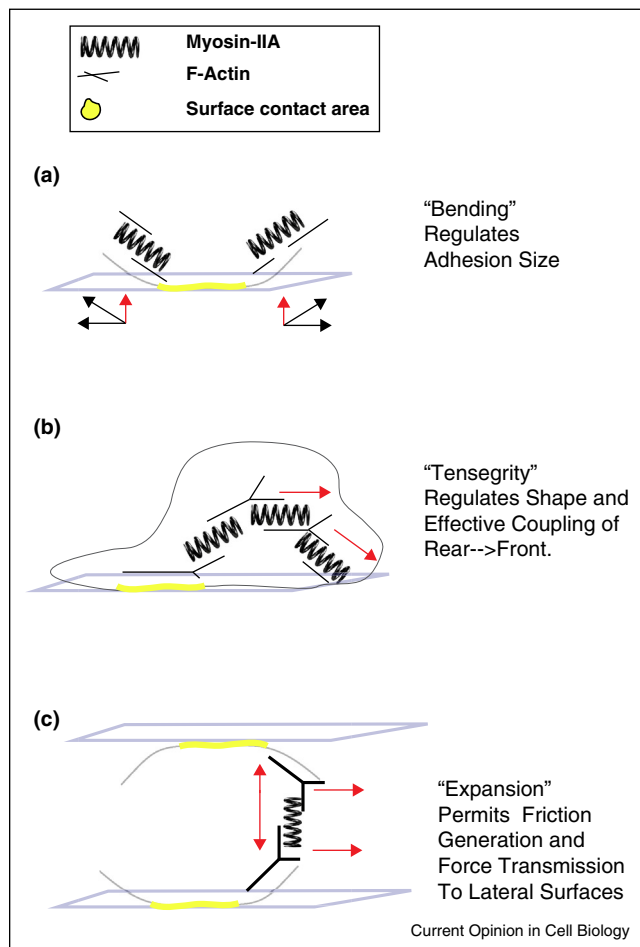 Myosin-IIA
F-Actin
Surface contact area
(a)
“Bending”
Regulates
Adhesion Size
(b)
“Tensegrity”
Regulates Shape and
Effective Coupling of
Rear-->Front.
(c)
“Expansion”
Permits Friction
Generation and
Force Transmission
To Lateral Surfaces
Current Opinion in Cell Biology